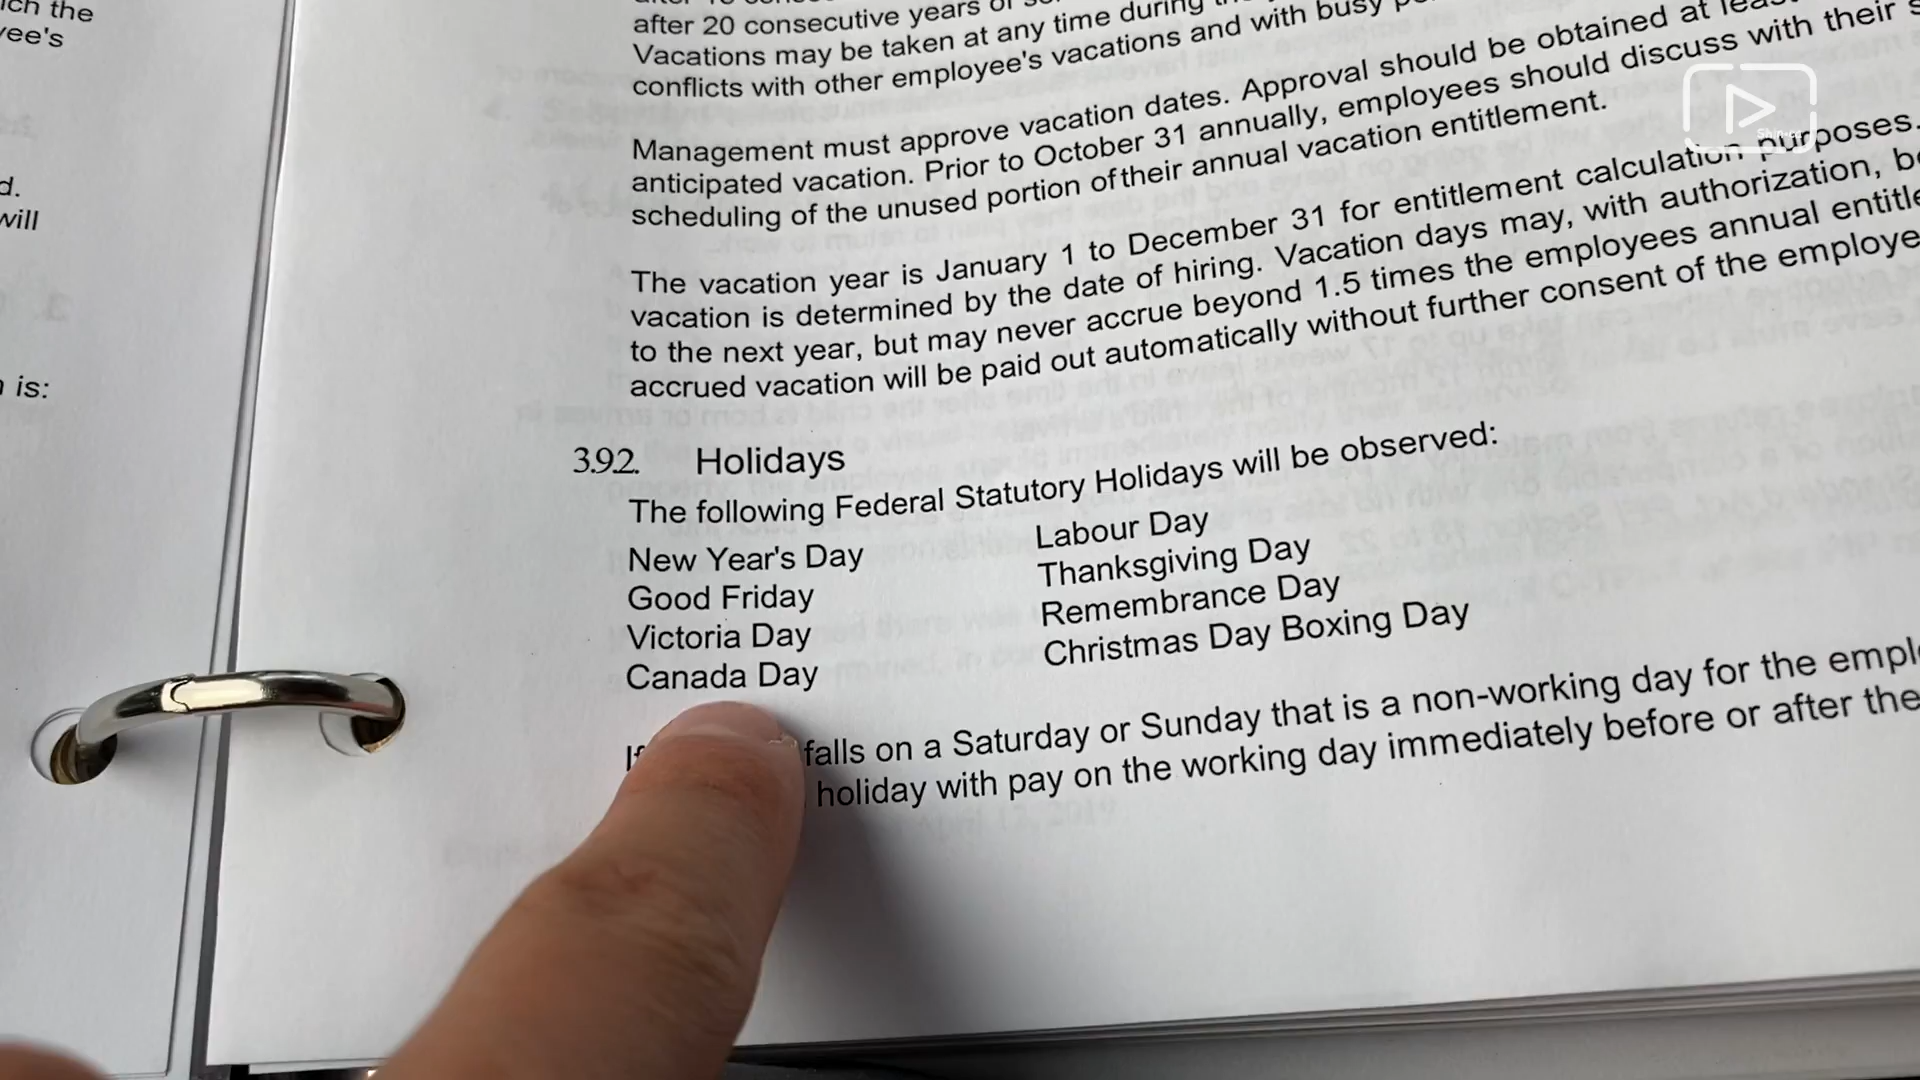 ich the
yee's
d.
will
is:
after 20 consecutive years of
Vacations may be taken at any time during
conflicts with other employee's vacations and with busy
Management must approve vacation dates. Approval should be obtained at least
anticipated vacation. Prior to October 31 annually, employees should discuss with their
scheduling of the unused portion of their annual vacation entitlement.
The vacation year is January 1 to December 31 for entitlement calculation purposes.
vacation is determined by the date of hiring. Vacation days may, with authorization,
to the next year, but may never accrue beyond 1.5 times the employees annual
accrued vacation will be paid out automatically without further consent of the
3.92. Holidays
The following Federal Statutory Holidays will be observed:
New Year's Day
Good Friday
Victoria Day
Canada Day
Labour Day
Thanksgiving Day
Remembrance Day
Christmas Day Boxing Day
If falls on a Saturday or Sunday that is a non-working day for the
holiday with pay on the working day immediately before or after the